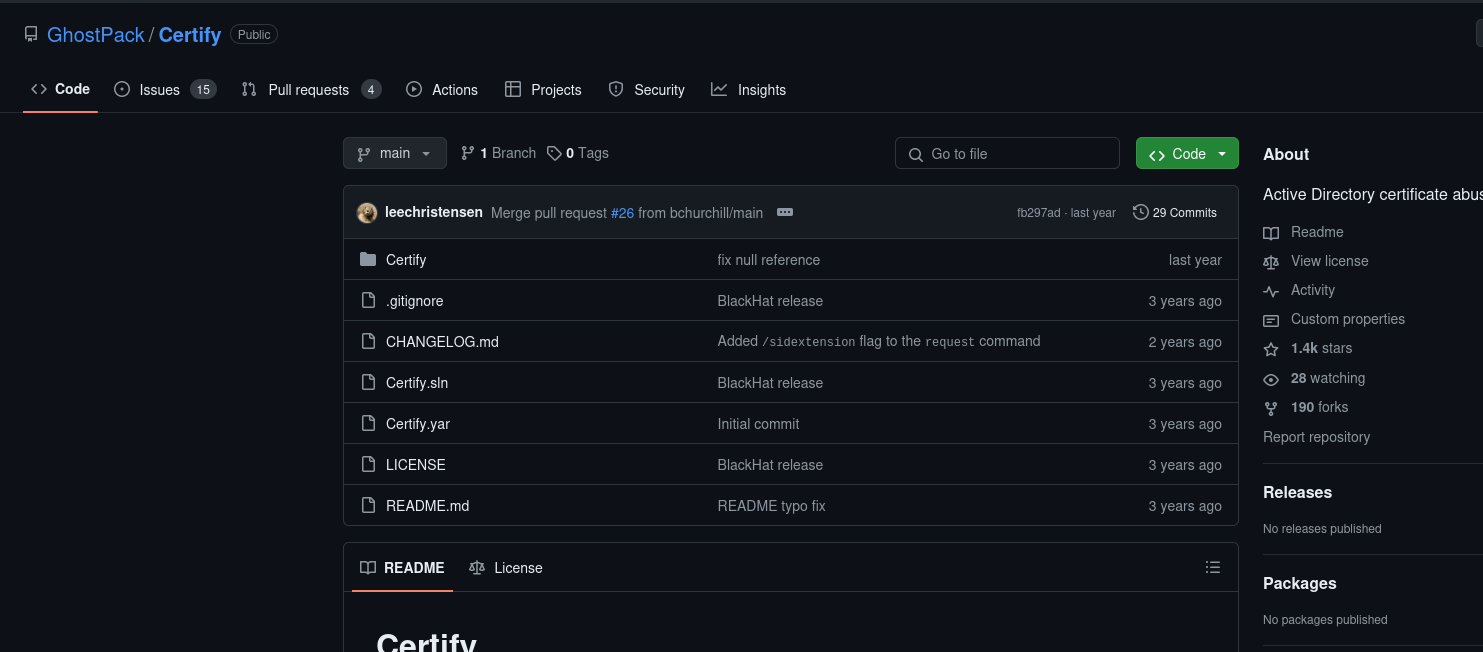 GhostPack / Certify Public
Code Issues 15 Pull requests 4 Actions Projects Security Insights
main 1 Branch 0 Tags Go to file Code
leechristensen Merge pull request #26 from bchurchill/main fb297ad · last year 29 Commits
Certify fix null reference last year
.gitignore BlackHat release 3 years ago
CHANGELOG.md Added /sidextension flag to the request command 2 years ago
Certify.sln BlackHat release 3 years ago
Certify.yar Initial commit 3 years ago
LICENSE BlackHat release 3 years ago
README.md README typo fix 3 years ago
README License
Certify
About
Active Directory certificate abus
Readme
View license
Activity
Custom properties
1.4k stars
28 watching
190 forks
Report repository
Releases
No releases published
Packages
No packages published